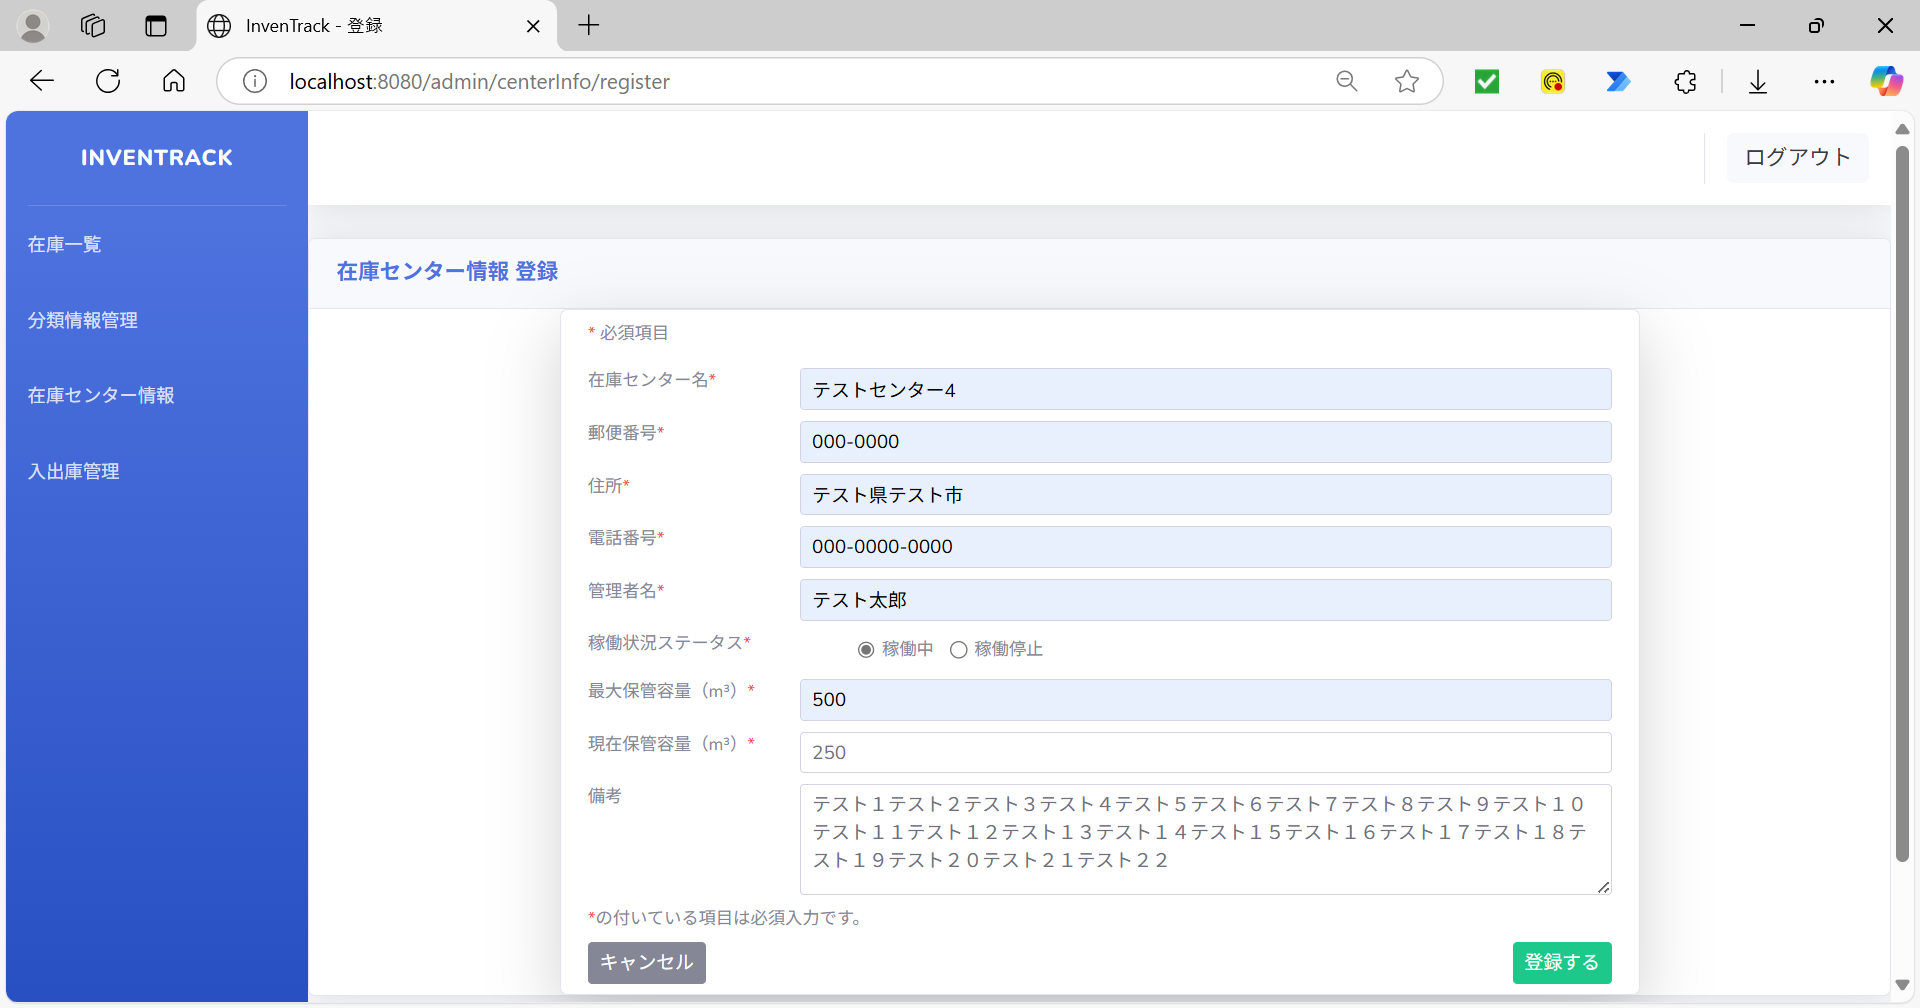 InvenTrack - 登録
localhost:8080/admin/centerInfo/register
INVENTRACK
ログアウト
在庫一覧
分類情報管理
在庫センター情報
入出庫管理
在庫センター情報 登録
* 必須項目
在庫センター名*
テストセンター4
郵便番号*
000-0000
住所*
テスト県テスト市
電話番号*
000-0000-0000
管理者名*
テスト太郎
稼働状況ステータス*
稼働中 稼働停止
最大保管容量（m³）*
500
現在保管容量（m³）*
250
備考
テスト１テスト２テスト３テスト４テスト５テスト６テスト７テスト８テスト９テスト１０
テスト１１テスト１２テスト１３テスト１４テスト１５テスト１６テスト１７テスト１８テ
スト１９テスト２０テスト２１テスト２２
*の付いている項目は必須入力です。
キャンセル
登録する